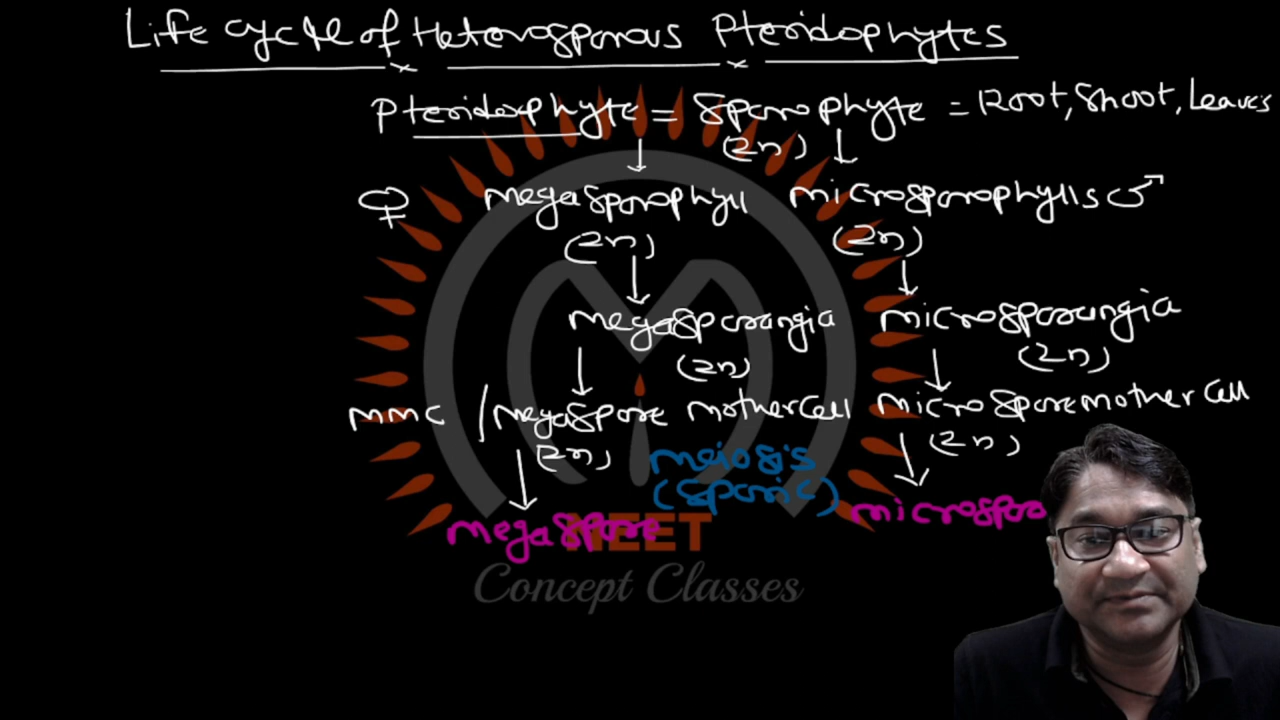 Life cycle of Heterosporous Pteridophytes
Pteridophyte = Sporophyte = Root, Shoot, Leaves
(2n)
♀ megasporophyll microsporophylls ♂
(2n) (2n)
megasporangia microsporangia
(2n) (2n)
MMC / megaspore mother cell microspore mother cell
(2n) (2n)
meiosis
(sporic)
megaspore microspo
NEET
Concept Classes